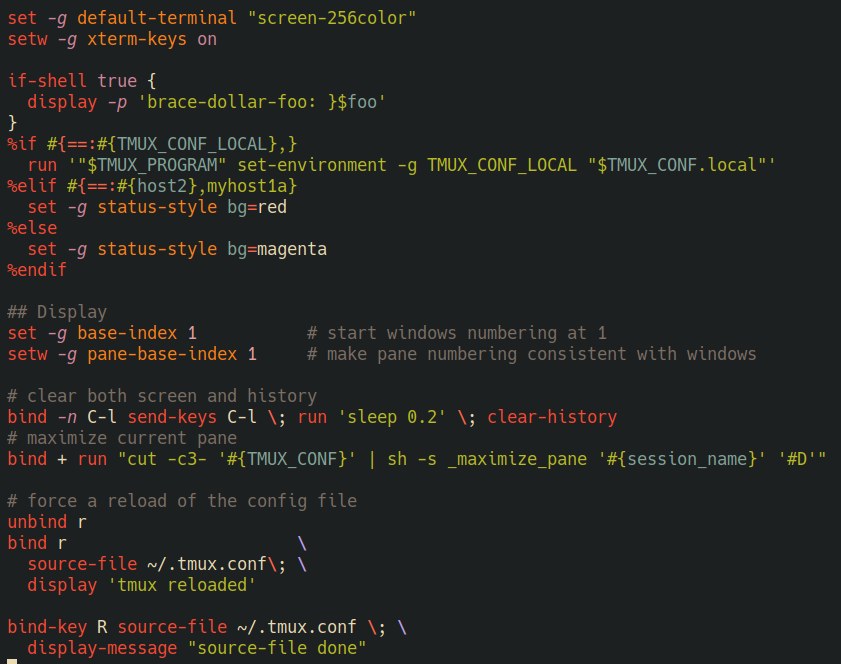 set -g default-terminal "screen-256color"
setw -g xterm-keys on

if-shell true {
  display -p 'brace-dollar-foo: }$foo'
}
%if #{==:#{TMUX_CONF_LOCAL},}
  run '"$TMUX_PROGRAM" set-environment -g TMUX_CONF_LOCAL "$TMUX_CONF.local"'
%elif #{==:#{host2},myhost1a}
  set -g status-style bg=red
%else
  set -g status-style bg=magenta
%endif

## Display
set -g base-index 1           # start windows numbering at 1
setw -g pane-base-index 1     # make pane numbering consistent with windows

# clear both screen and history
bind -n C-l send-keys C-l \; run 'sleep 0.2' \; clear-history
# maximize current pane
bind + run "cut -c3- '#{TMUX_CONF}' | sh -s _maximize_pane '#{session_name}' '#D'"

# force a reload of the config file
unbind r
bind r                       \
  source-file ~/.tmux.conf\; \
  display 'tmux reloaded'

bind-key R source-file ~/.tmux.conf \; \
  display-message "source-file done"